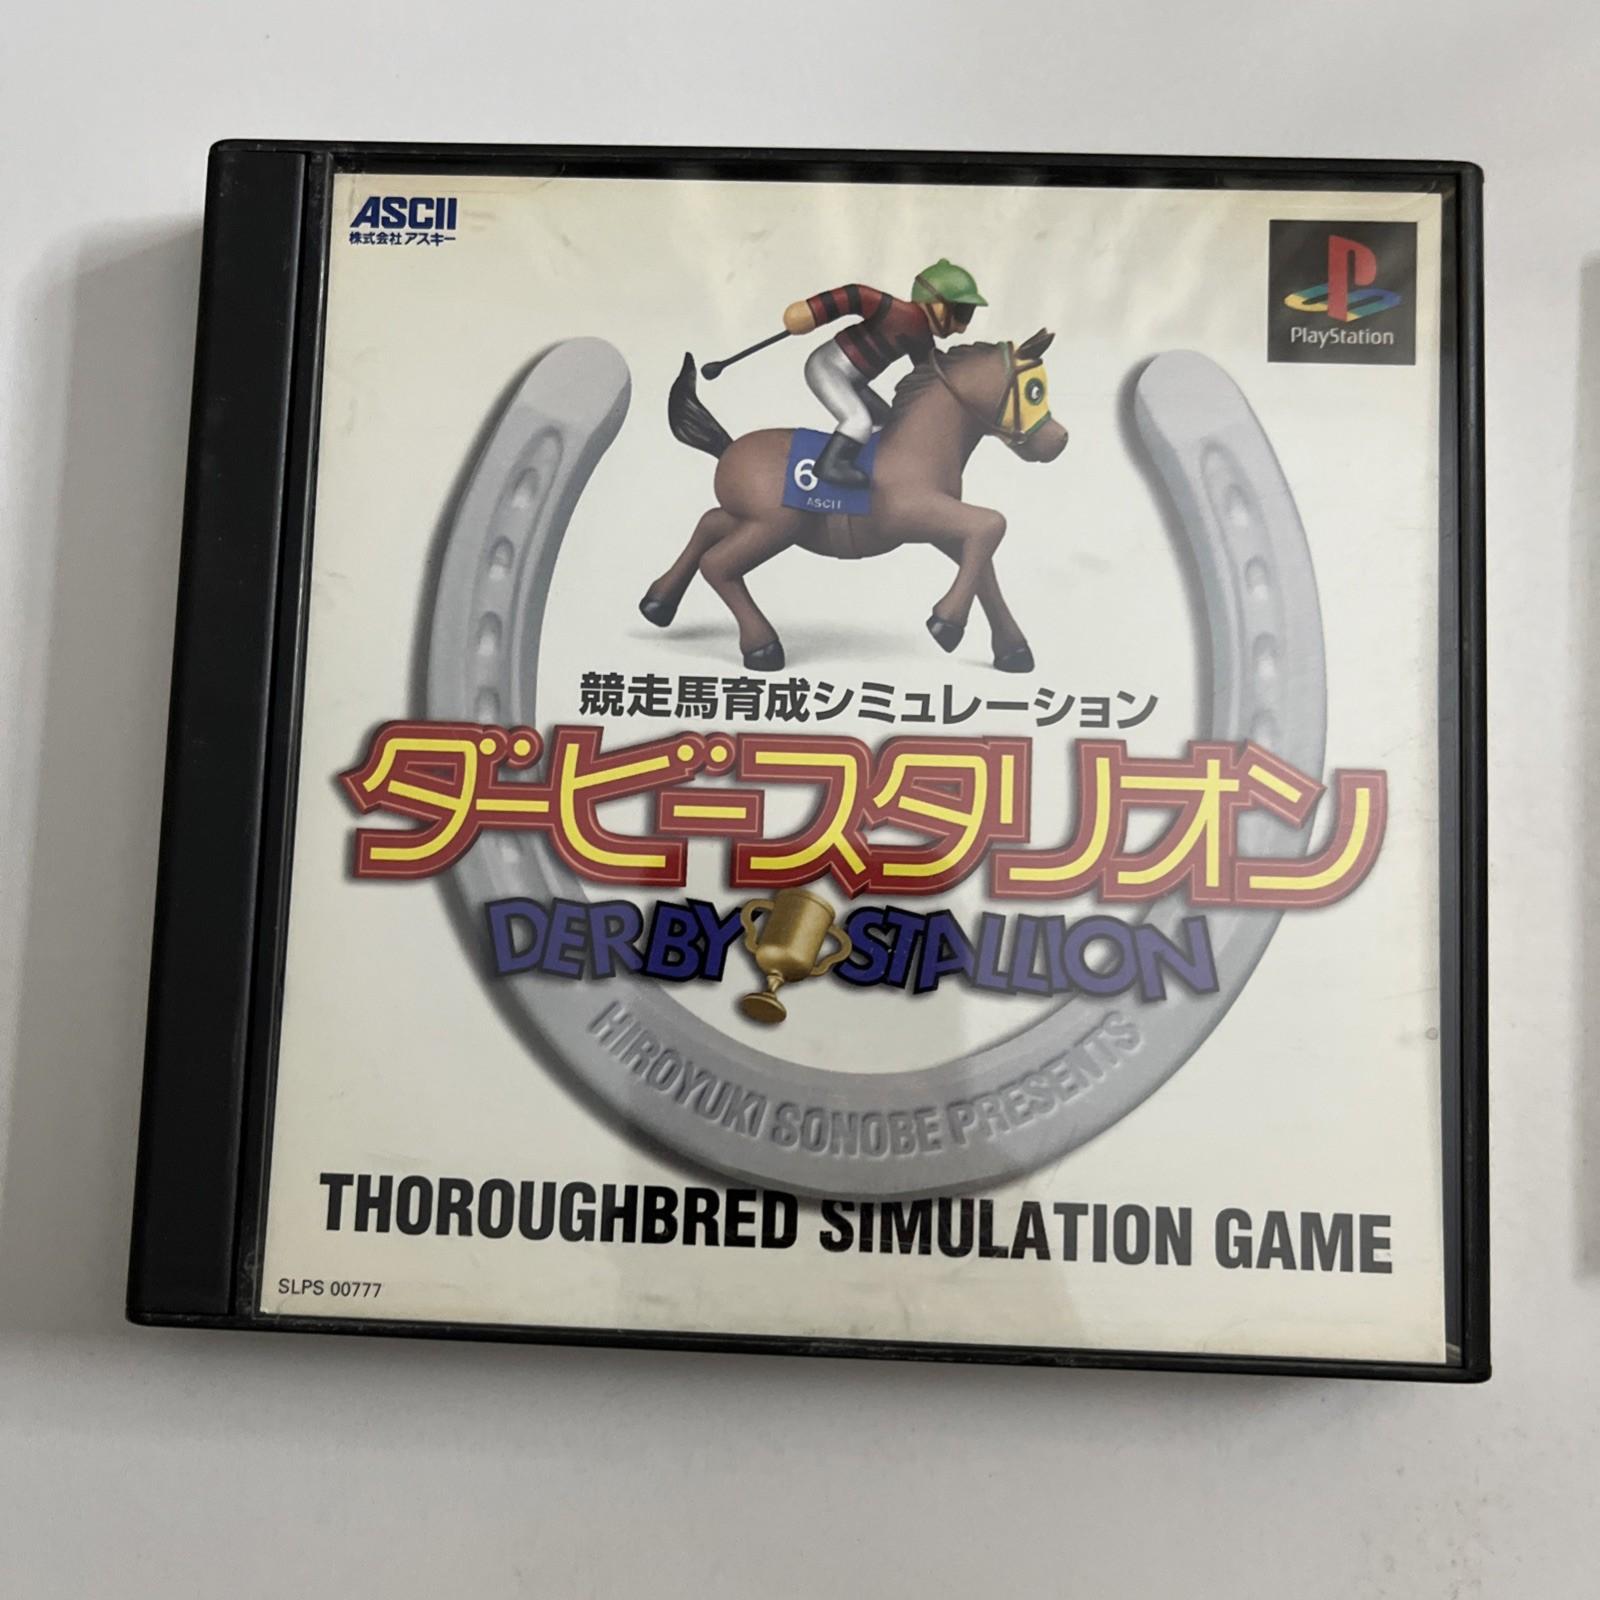 ASCII
株式会社アスキー
PlayStation
6
ASCII
競走馬育成シミュレーション
ダービースタリオン
DERBY STALLION
HIROYUKI SONOBE PRESENTS
THOROUGHBRED SIMULATION GAME
SLPS 00777